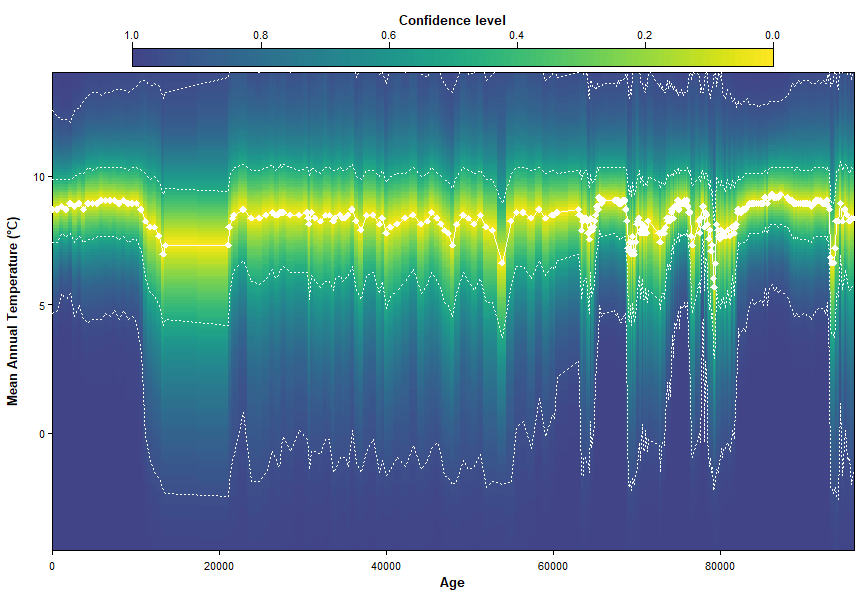 Confidence level
1.0 0.8 0.6 0.4 0.2 0.0
10
5
0
Mean Annual Temperature (°C)
0 20000 40000 60000 80000
Age